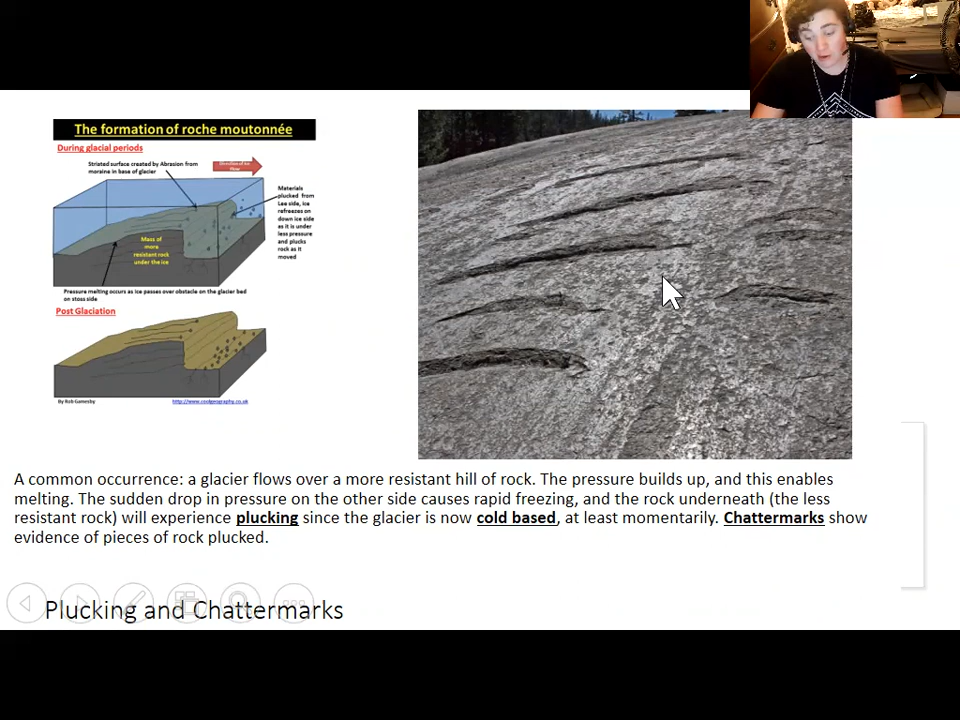 The formation of roche moutonnée
During glacial periods
Striated surface created by Abrasion from
moraine in base of glacier
Direction of Ice
Flow
Materials
plucked from
Lee side, ice
refreezes on
down ice side
as it is under
less pressure
and plucks
rock as it
moved
Mass of
more
resistant rock
under the ice
Pressure melting occurs as ice passes over obstacle on the glacier bed
on stoss side
Post Glaciation
By Rob Gamesby
http://www.coolgeography.co.uk
A common occurrence: a glacier flows over a more resistant hill of rock. The pressure builds up, and this enables
melting. The sudden drop in pressure on the other side causes rapid freezing, and the rock underneath (the less
resistant rock) will experience plucking since the glacier is now cold based, at least momentarily. Chattermarks show
evidence of pieces of rock plucked.
Plucking and Chattermarks